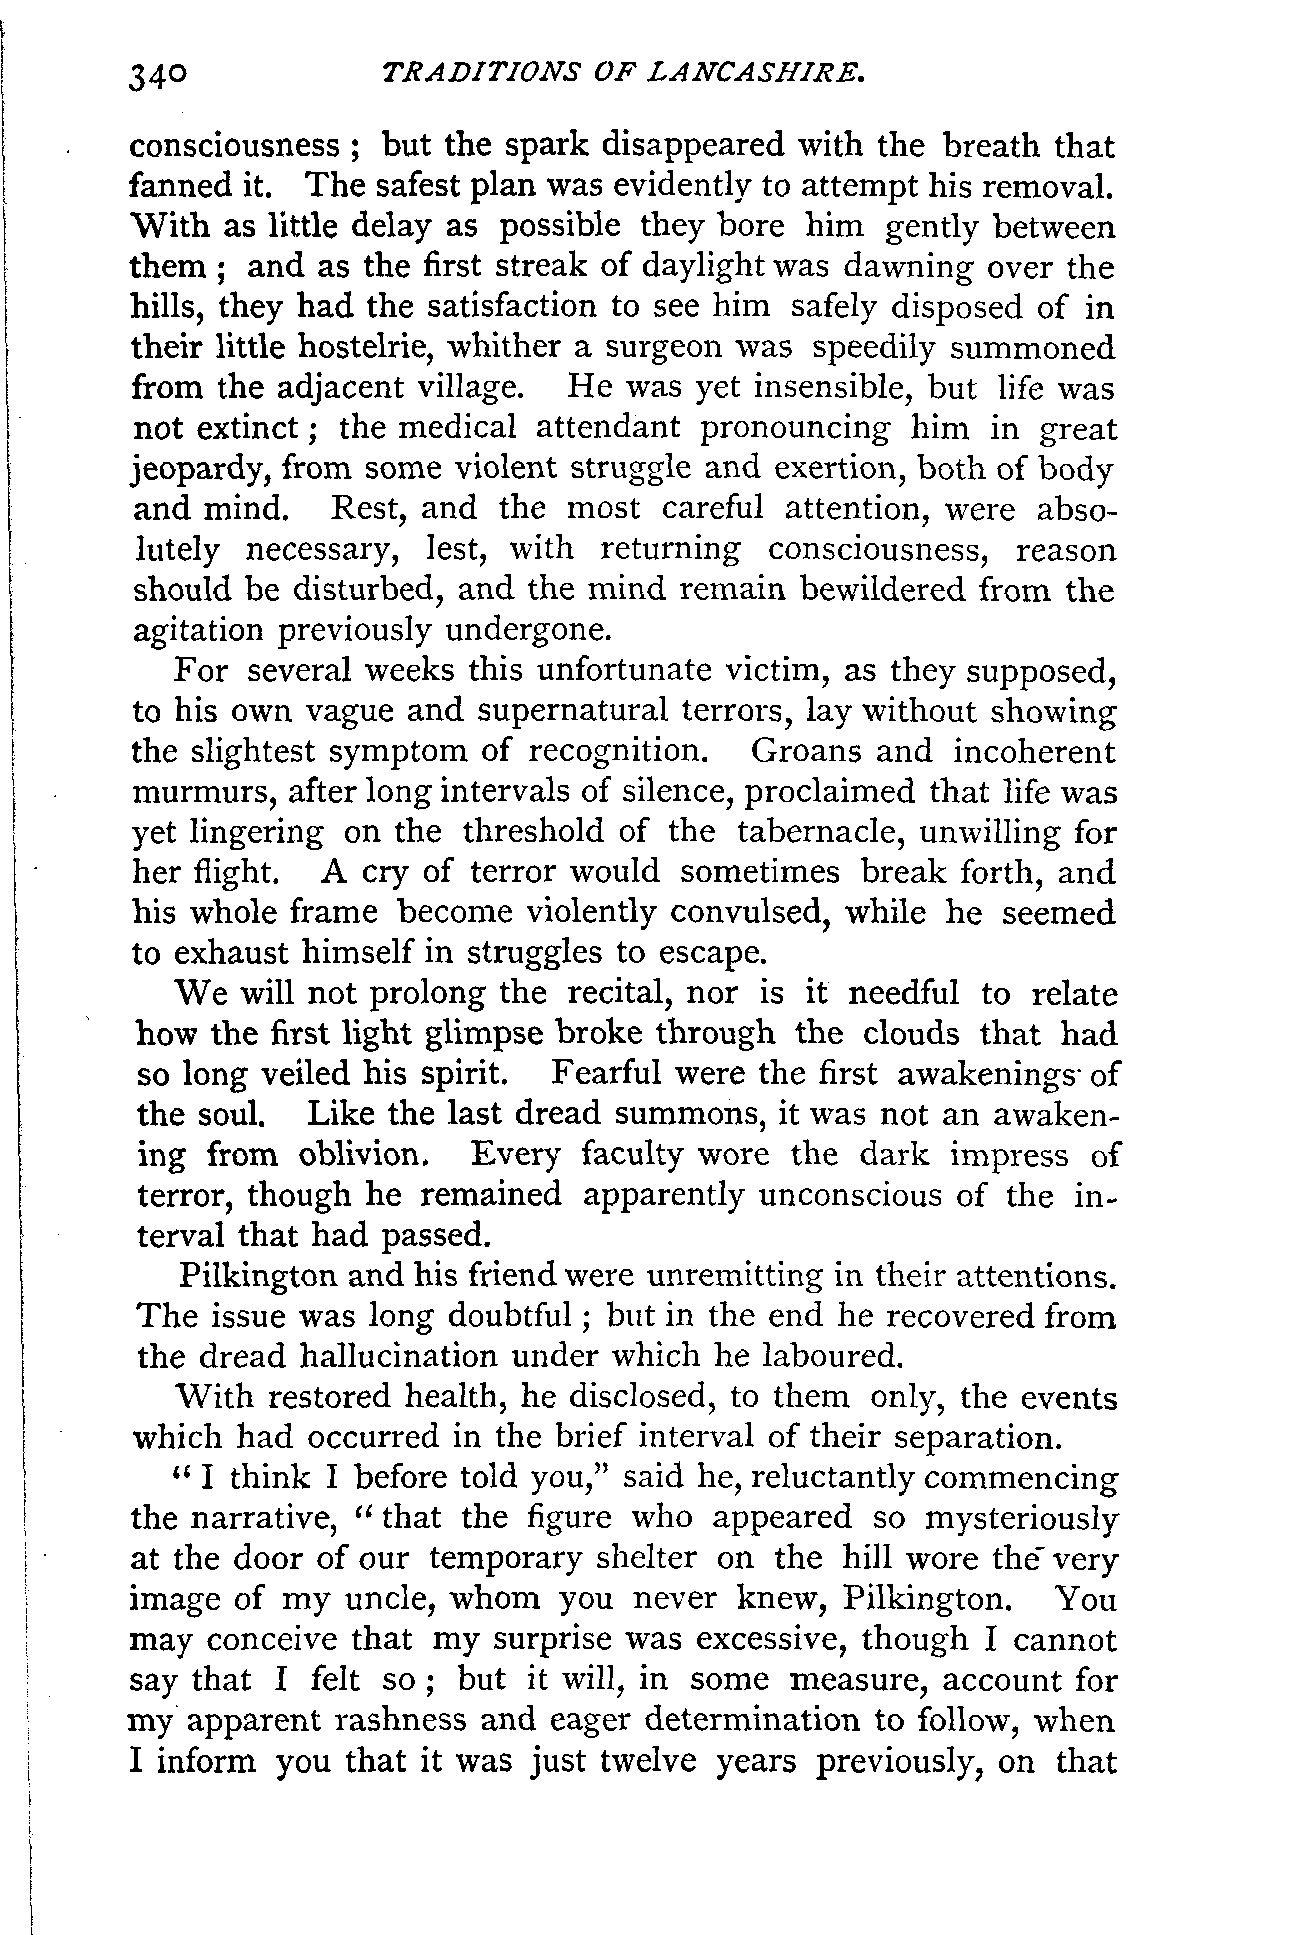 340 TRADITIONS OF LANCASHIRE.
consciousness ; but the spark disappeared with the breath that
fanned it. The safest plan was evidently to attempt his removal.
With as little delay as possible they bore him gently between
them ; and as the first streak of daylight was dawning over the
hills, they had the satisfaction to see him safely disposed of in
their little hostelrie, whither a surgeon was speedily summoned
from the adjacent village. He was yet insensible, but life was
not extinct ; the medical attendant pronouncing him in great
jeopardy, from some violent struggle and exertion, both of body
and mind. Rest, and the most careful attention, were abso-
lutely necessary, lest, with returning consciousness, reason
should be disturbed, and the mind remain bewildered from the
agitation previously undergone.
For several weeks this unfortunate victim, as they supposed,
to his own vague and supernatural terrors, lay without showing
the slightest symptom of recognition. Groans and incoherent
murmurs, after long intervals of silence, proclaimed that life was
yet lingering on the threshold of the tabernacle, unwilling for
her flight. A cry of terror would sometimes break forth, and
his whole frame become violently convulsed, while he seemed
to exhaust himself in struggles to escape.
We will not prolong the recital, nor is it needful to relate
how the first light glimpse broke through the clouds that had
so long veiled his spirit. Fearful were the first awakenings of
the soul. Like the last dread summons, it was not an awaken-
ing from oblivion. Every faculty wore the dark impress of
terror, though he remained apparently unconscious of the in-
terval that had passed.
Pilkington and his friend were unremitting in their attentions.
The issue was long doubtful ; but in the end he recovered from
the dread hallucination under which he laboured.
With restored health, he disclosed, to them only, the events
which had occurred in the brief interval of their separation.
“ I think I before told you,” said he, reluctantly commencing
the narrative, “ that the figure who appeared so mysteriously
at the door of our temporary shelter on the hill wore the very
image of my uncle, whom you never knew, Pilkington. You
may conceive that my surprise was excessive, though I cannot
say that I felt so ; but it will, in some measure, account for
my apparent rashness and eager determination to follow, when
I inform you that it was just twelve years previously, on that